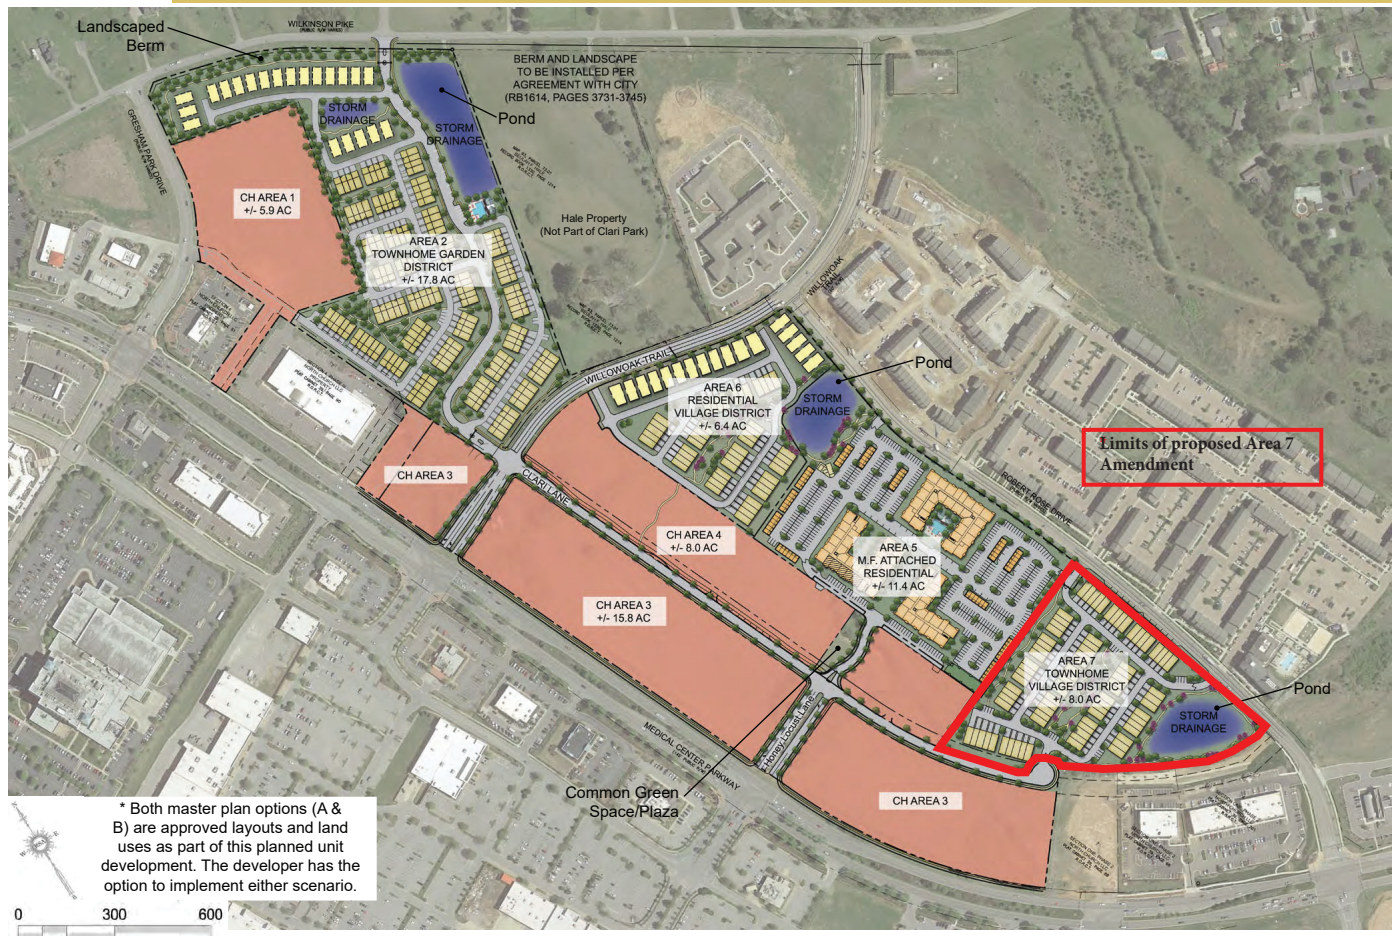 Landscaped
Berm
WILKINSON PIKE
(PUBLIC R.O.W. VARIES)
BERM AND LANDSCAPE
TO BE INSTALLED PER
AGREEMENT WITH CITY
(RB1614, PAGES 3731-3745)
Pond
STORM
DRAINAGE
STORM
DRAINAGE
GRESHAM PARK DRIVE
CH AREA 1
+/- 5.9 AC
Hale Property
(Not Part of Clari Park)
AREA 2
TOWNHOME GARDEN
DISTRICT
+/- 17.8 AC
WILLOWOAK
TRAIL
WILLOWOAK TRAIL
Pond
AREA 6
RESIDENTIAL
VILLAGE DISTRICT
+/- 6.4 AC
STORM
DRAINAGE
Limits of proposed Area 7
Amendment
CH AREA 3
CLARI LANE
ROBERT ROSE DRIVE
CH AREA 4
+/- 8.0 AC
AREA 5
M.F. ATTACHED
RESIDENTIAL
+/- 11.4 AC
CH AREA 3
+/- 15.8 AC
AREA 7
TOWNHOME
VILLAGE DISTRICT
+/- 8.0 AC
Pond
STORM
DRAINAGE
Honey Locust Lane
MEDICAL CENTER PARKWAY
Common Green
Space/Plaza
CH AREA 3
* Both master plan options (A &
B) are approved layouts and land
uses as part of this planned unit
development. The developer has the
option to implement either scenario.
0 300 600